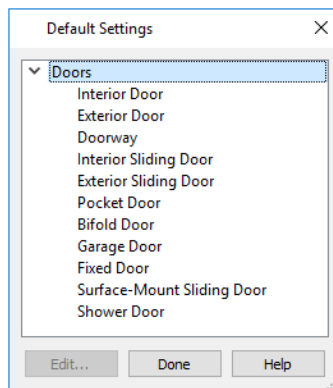 Default Settings
Doors
Interior Door
Exterior Door
Doorway
Interior Sliding Door
Exterior Sliding Door
Pocket Door
Bifold Door
Garage Door
Fixed Door
Surface-Mount Sliding Door
Shower Door
Edit... Done Help